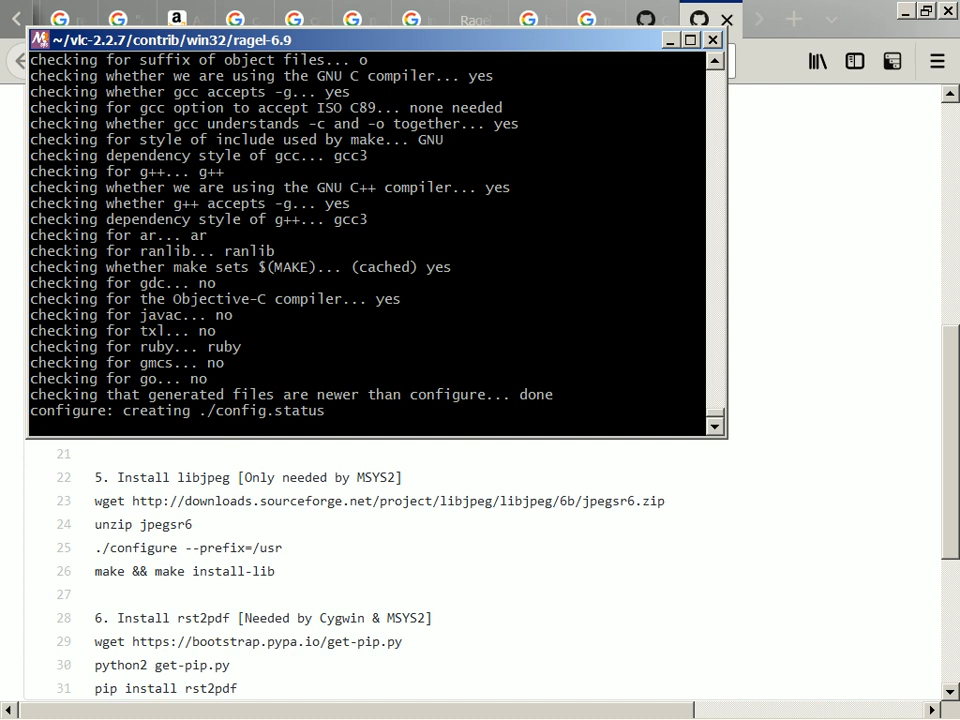 Rage
~/vlc-2.2.7/contrib/win32/ragel-6.9
checking for suffix of object files... o
checking whether we are using the GNU C compiler... yes
checking whether gcc accepts -g... yes
checking for gcc option to accept ISO C89... none needed
checking whether gcc understands -c and -o together... yes
checking for style of include used by make... GNU
checking dependency style of gcc... gcc3
checking for g++... g++
checking whether we are using the GNU C++ compiler... yes
checking whether g++ accepts -g... yes
checking dependency style of g++... gcc3
checking for ar... ar
checking for ranlib... ranlib
checking whether make sets $(MAKE)... (cached) yes
checking for gdc... no
checking for the Objective-C compiler... yes
checking for javac... no
checking for txl... no
checking for ruby... ruby
checking for gmcs... no
checking for go... no
checking that generated files are newer than configure... done
configure: creating ./config.status
21
22 5. Install libjpeg [Only needed by MSYS2]
23 wget http://downloads.sourceforge.net/project/libjpeg/libjpeg/6b/jpegsr6.zip
24 unzip jpegsr6
25 ./configure --prefix=/usr
26 make && make install-lib
27
28 6. Install rst2pdf [Needed by Cygwin & MSYS2]
29 wget https://bootstrap.pypa.io/get-pip.py
30 python2 get-pip.py
31 pip install rst2pdf